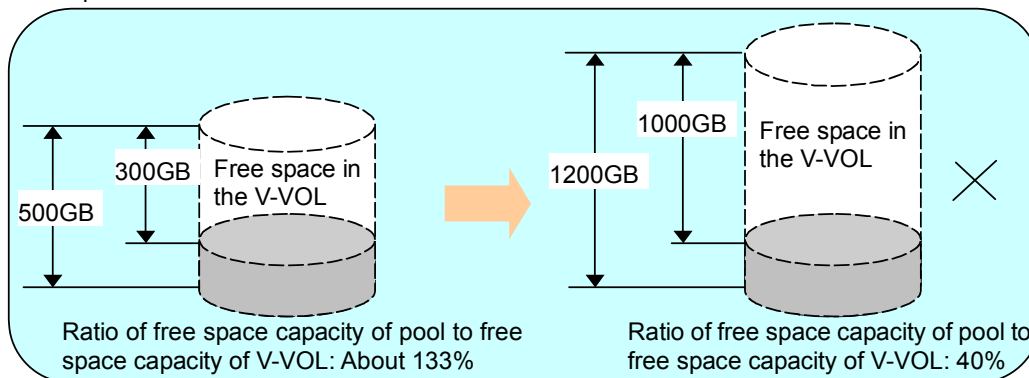 300GB
500GB
Free space in
the V-VOL
Ratio of free space capacity of pool to free
space capacity of V-VOL: About 133%
1000GB
1200GB
Free space in
the V-VOL
Ratio of free space capacity of pool to
free space capacity of V-VOL: 40%